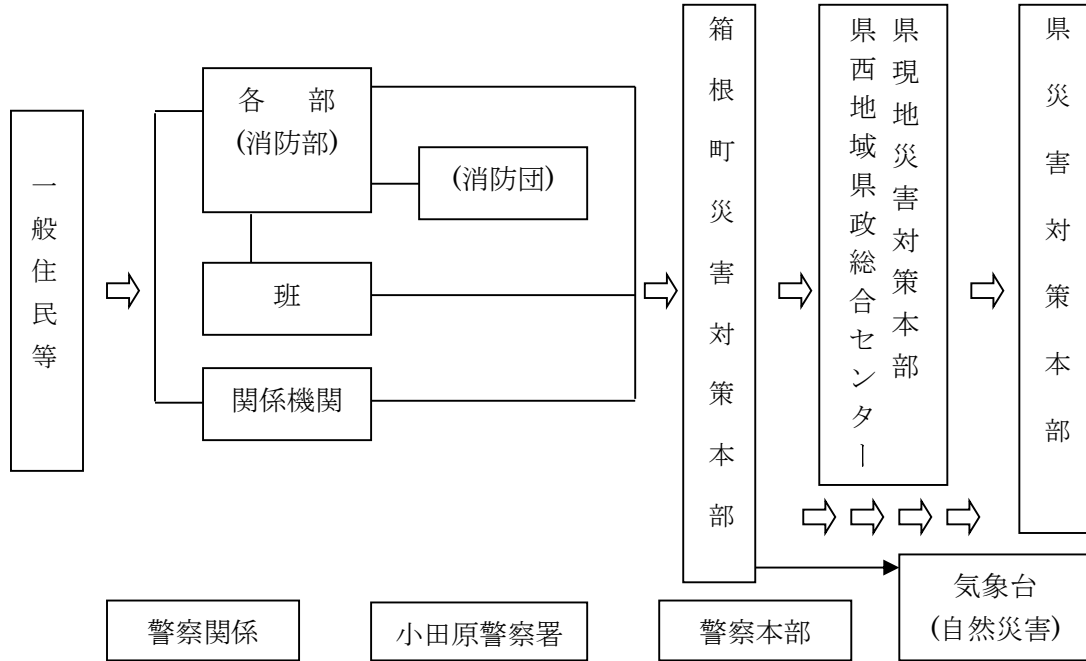 一般住民等
各　部
(消防部)
(消防団)
班
関係機関
箱根町災害対策本部
県現地災害対策本部
県西地域県政総合センター
県災害対策本部
気象台
(自然災害)
警察関係
小田原警察署
警察本部